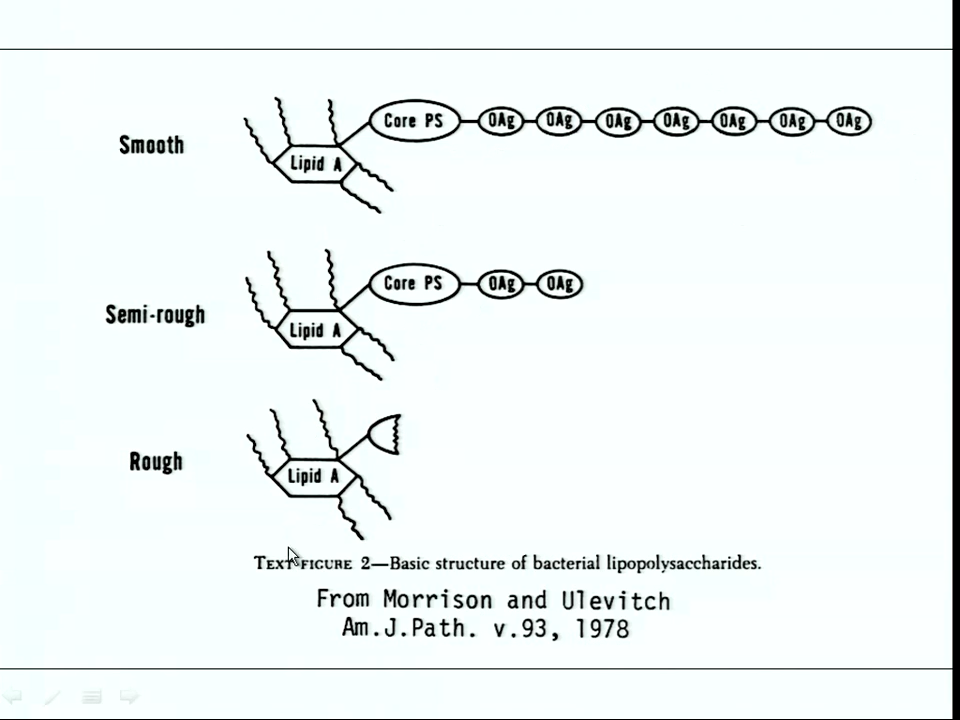 Smooth
Lipid A
Core PS
OAg OAg OAg OAg OAg OAg OAg
Semi-rough
Lipid A
Core PS
OAg OAg
Rough
Lipid A
TEXT-FIGURE 2—Basic structure of bacterial lipopolysaccharides.
From Morrison and Ulevitch
Am.J.Path. v.93, 1978